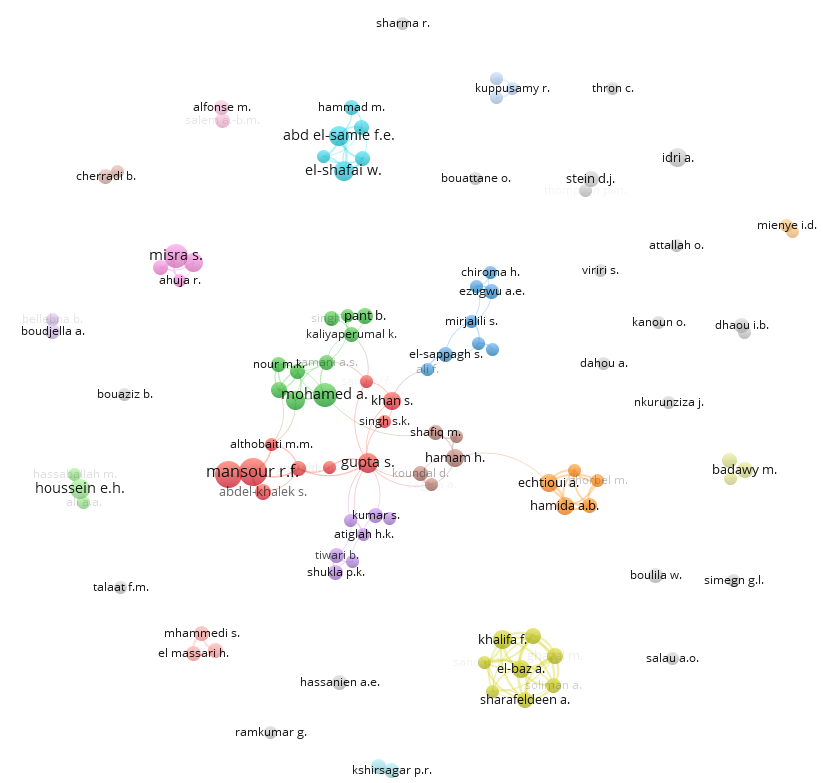 sharma r.
kuppusamy r.
thron c.
alfonse m.
salem a.-b.m.
hammad m.
abd el-samie f.e.
el-shafai w.
idri a.
cherradi b.
bouattane o.
stein d.j.
mienye i.d.
misra s.
ahuja r.
attallah o.
viriri s.
chiroma h.
ezugwu a.e.
mirjalili s.
el-sappagh s.
ali f.
bellagha b.
boudjella a.
pant b.
kaliyaperumal k.
kanoun o.
dhaou i.b.
nour m.k.
mohamed a.
khan s.
singh s.k.
dahou a.
bouaziz b.
nkurunziza j.
althobaiti m.m.
shafiq m.
mansour r.f.
gupta s.
hamam h.
koundal d.
abdel-khalek s.
hassaballah m.
houssein e.h.
ali a.a.
echtioui a.
ghorbel m.
hamida a.b.
badawy m.
kumar s.
atiglah h.k.
tiwari b.
shukla p.k.
talaat f.m.
boulila w.
simegn g.l.
mhammedi s.
el massari h.
khalifa f.
el-baz a.
soliman a.
sharafeldeen a.
salau a.o.
hassanien a.e.
ramkumar g.
kshirsagar p.r.